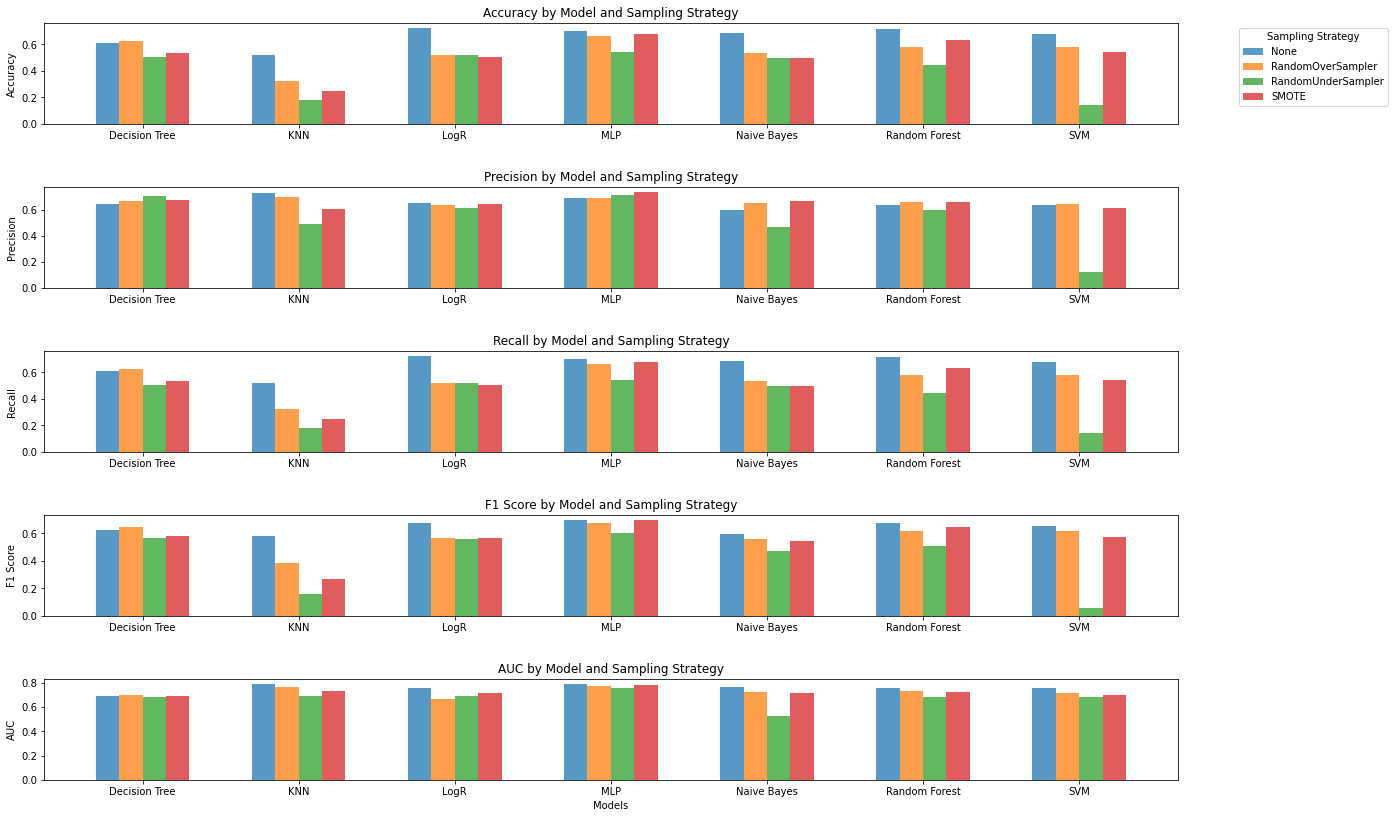 Accuracy by Model and Sampling Strategy
Accuracy
0.6
0.4
0.2
0.0
Decision Tree KNN LogR MLP Naive Bayes Random Forest SVM
Sampling Strategy
None
RandomOverSampler
RandomUnderSampler
SMOTE
Precision by Model and Sampling Strategy
Precision
0.6
0.4
0.2
0.0
Decision Tree KNN LogR MLP Naive Bayes Random Forest SVM
Recall by Model and Sampling Strategy
Recall
0.6
0.4
0.2
0.0
Decision Tree KNN LogR MLP Naive Bayes Random Forest SVM
F1 Score by Model and Sampling Strategy
F1 Score
0.6
0.4
0.2
0.0
Decision Tree KNN LogR MLP Naive Bayes Random Forest SVM
AUC by Model and Sampling Strategy
AUC
0.8
0.6
0.4
0.2
0.0
Decision Tree KNN LogR MLP Naive Bayes Random Forest SVM
Models